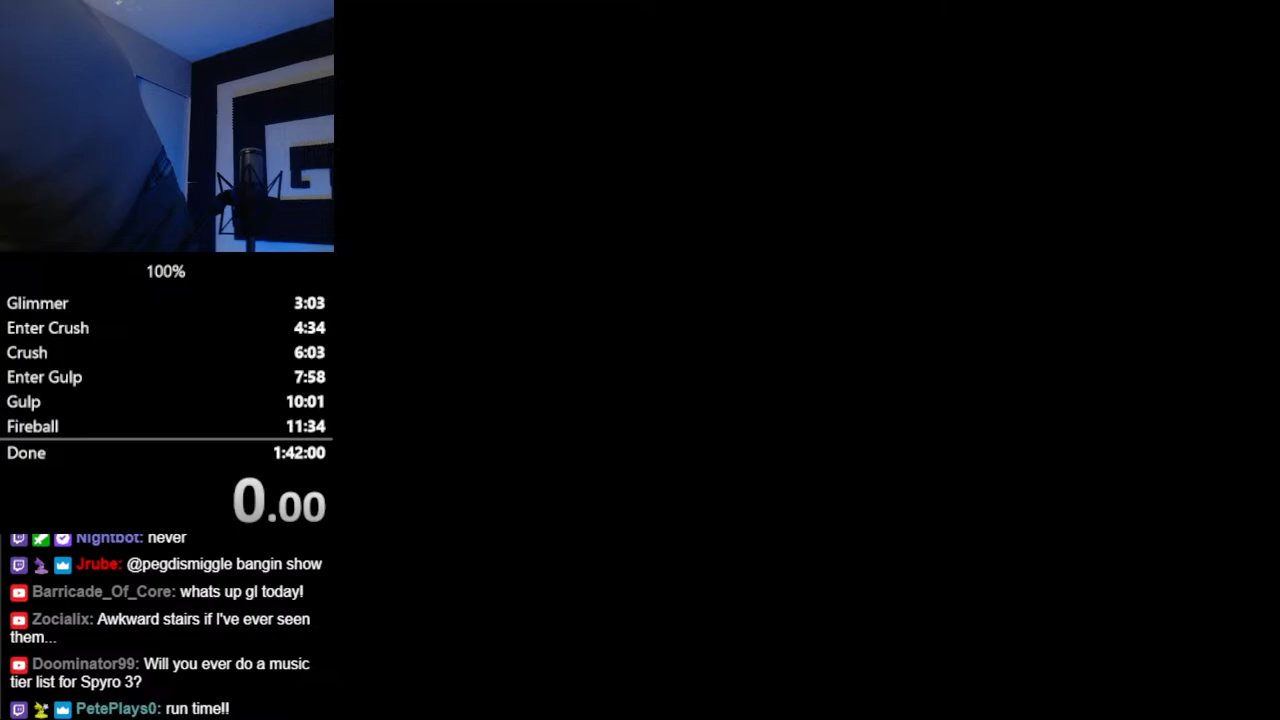 100%
Glimmer 3:03
Enter Crush 4:34
Crush 6:03
Enter Gulp 7:58
Gulp 10:01
Fireball 11:34
Done 1:42:00
0.00
Nightbot: never
Jrube: @pegdismiggle bangin show
Barricade_Of_Core: whats up gl today!
Zocialix: Awkward stairs if I've ever seen
them...
Doominator99: Will you ever do a music
tier list for Spyro 3?
PetePlays0: run time!!